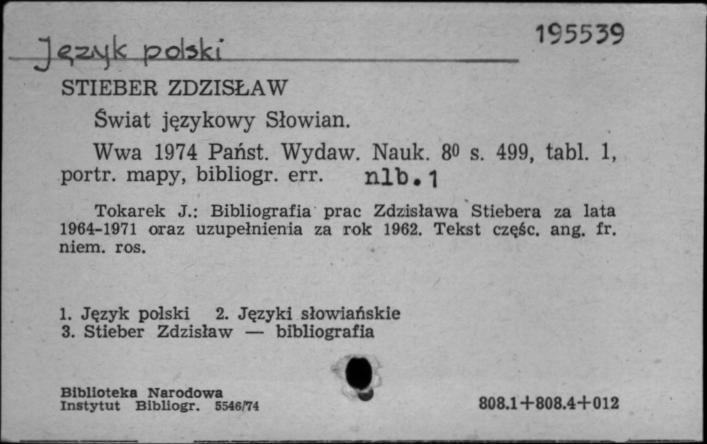 195539
Język polski
STIEBER ZDZISŁAW
Świat językowy Słowian.
Wwa 1974 Państ. Wydaw. Nauk. 8⁰ s. 499, tabl. 1,
portr. mapy, bibliogr. err. nlb.1
Tokarek J.: Bibliografia prac Zdzisława Stiebera za lata
1964-1971 oraz uzupełnienia za rok 1962. Tekst częśc. ang. fr.
niem. ros.
1. Język polski 2. Języki słowiańskie
3. Stieber Zdzisław — bibliografia
Biblioteka Narodowa
Instytut Bibliogr. 5546/74
808.1+808.4+012